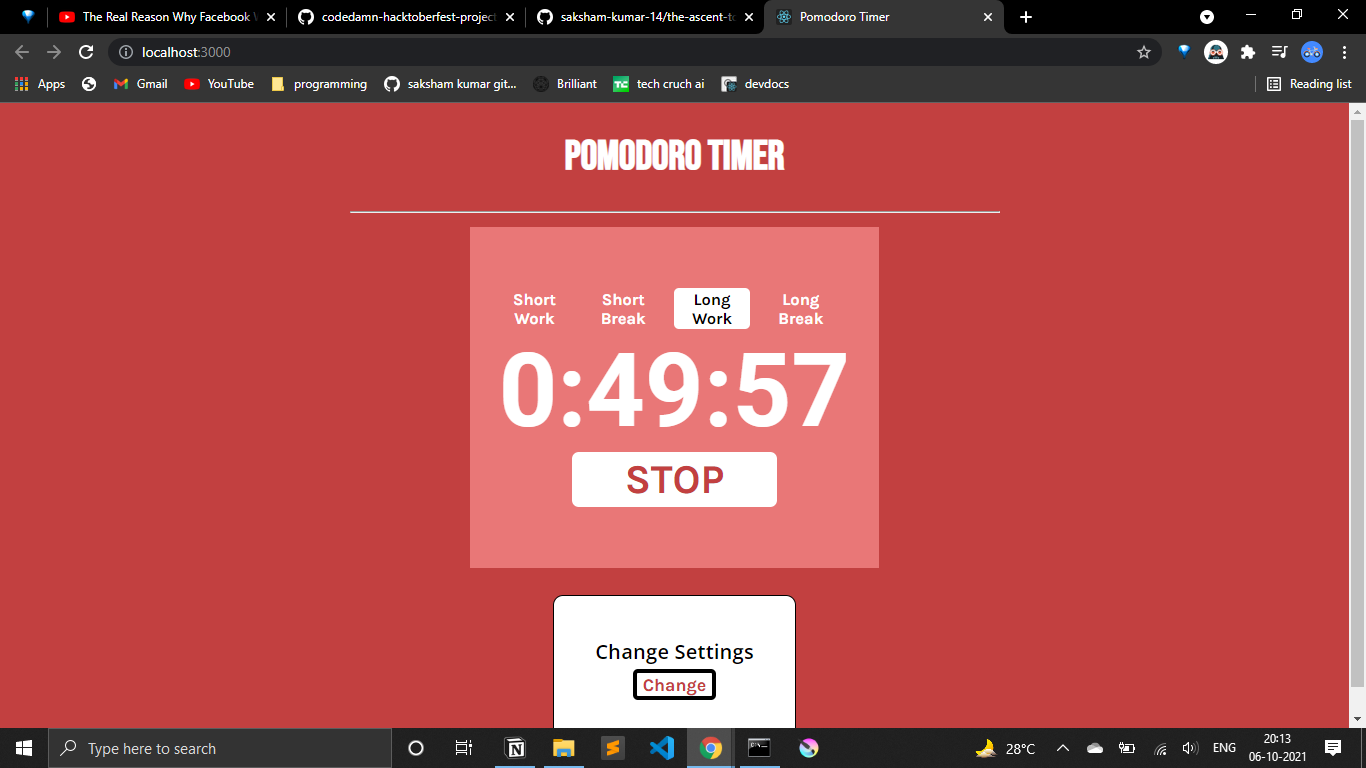 The Real Reason Why Facebook
codedamn-hacktoberfest-project
saksham-kumar-14/the-ascent-to
Pomodoro Timer
localhost:3000
Apps
Gmail
YouTube
programming
saksham kumar git...
Brilliant
TC
tech cruch ai
devdocs
Reading list
POMODORO TIMER
Short Work
Short Break
Long Work
Long Break
0:49:57
STOP
Change Settings
Change
Type here to search
28°C
ENG
20:13
06-10-2021